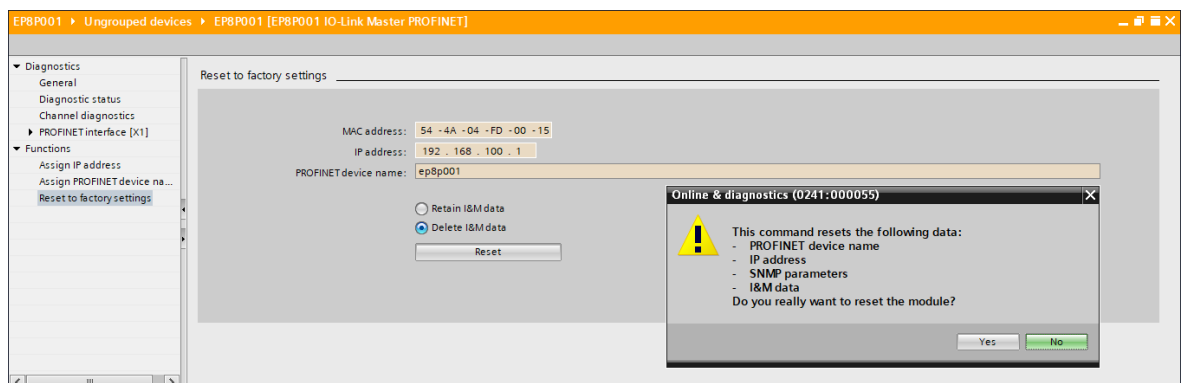 EP8P001 ▸ Ungrouped devices ▸ EP8P001 [EP8P001 IO-Link Master PROFINET]
Diagnostics
General
Diagnostic status
Channel diagnostics
PROFINET interface [X1]
Functions
Assign IP address
Assign PROFINET device na...
Reset to factory settings
Reset to factory settings
MAC address: 54 -4A -04 -FD -00 -15
IP address: 192 . 168 . 100 . 1
PROFINET device name: ep8p001
Retain I&M data
Delete I&M data
Reset
Online & diagnostics (0241:000055)
This command resets the following data:
- PROFINET device name
- IP address
- SNMP parameters
- I&M data
Do you really want to reset the module?
Yes No